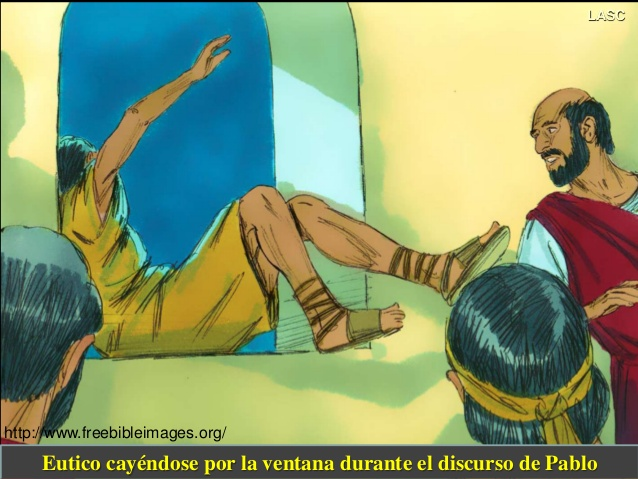 LASC
http://www.freebibleimages.org/
Eutico cayéndose por la ventana durante el discurso de Pablo